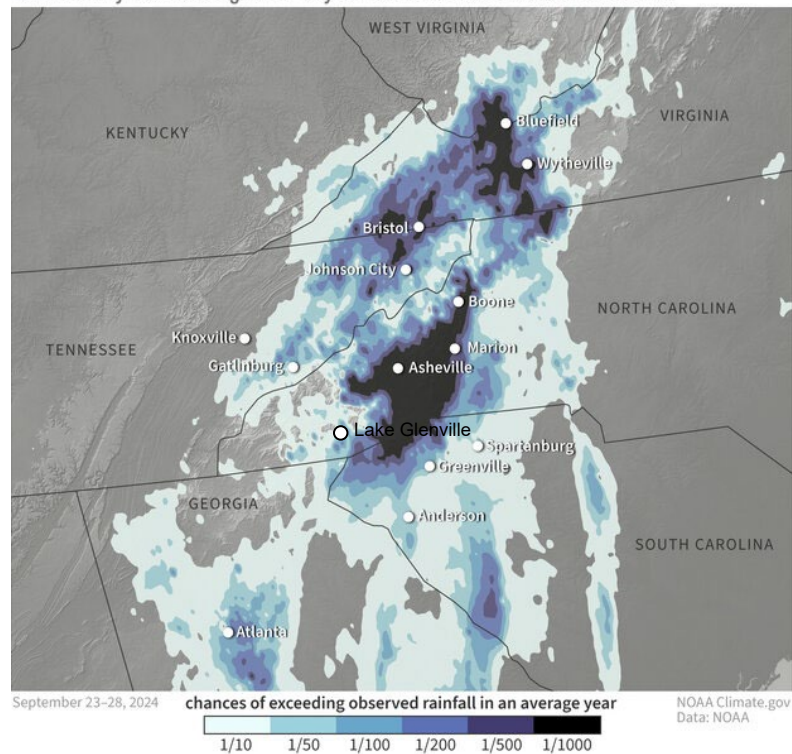 WEST VIRGINIA
KENTUCKY
VIRGINIA
Bluefield
Wytheville
Bristol
Johnson City
Boone
NORTH CAROLINA
Knoxville
TENNESSEE
Marion
Gatlinburg
Asheville
Lake Glenville
Spartanburg
Greenville
GEORGIA
Anderson
SOUTH CAROLINA
Atlanta
September 23–28, 2024
chances of exceeding observed rainfall in an average year
NOAA Climate.gov
Data: NOAA
1/10 1/50 1/100 1/200 1/500 1/1000